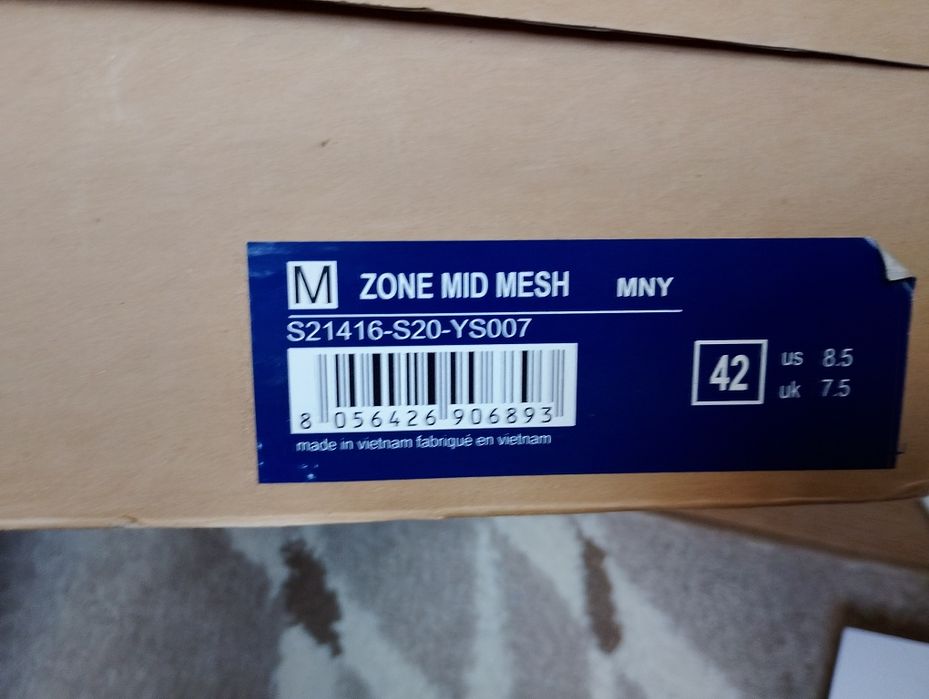 M ZONE MID MESH MNY
S21416-S20-YS007
8 056426 906893
made in vietnam fabriqué en vietnam
42
us 8.5
uk 7.5